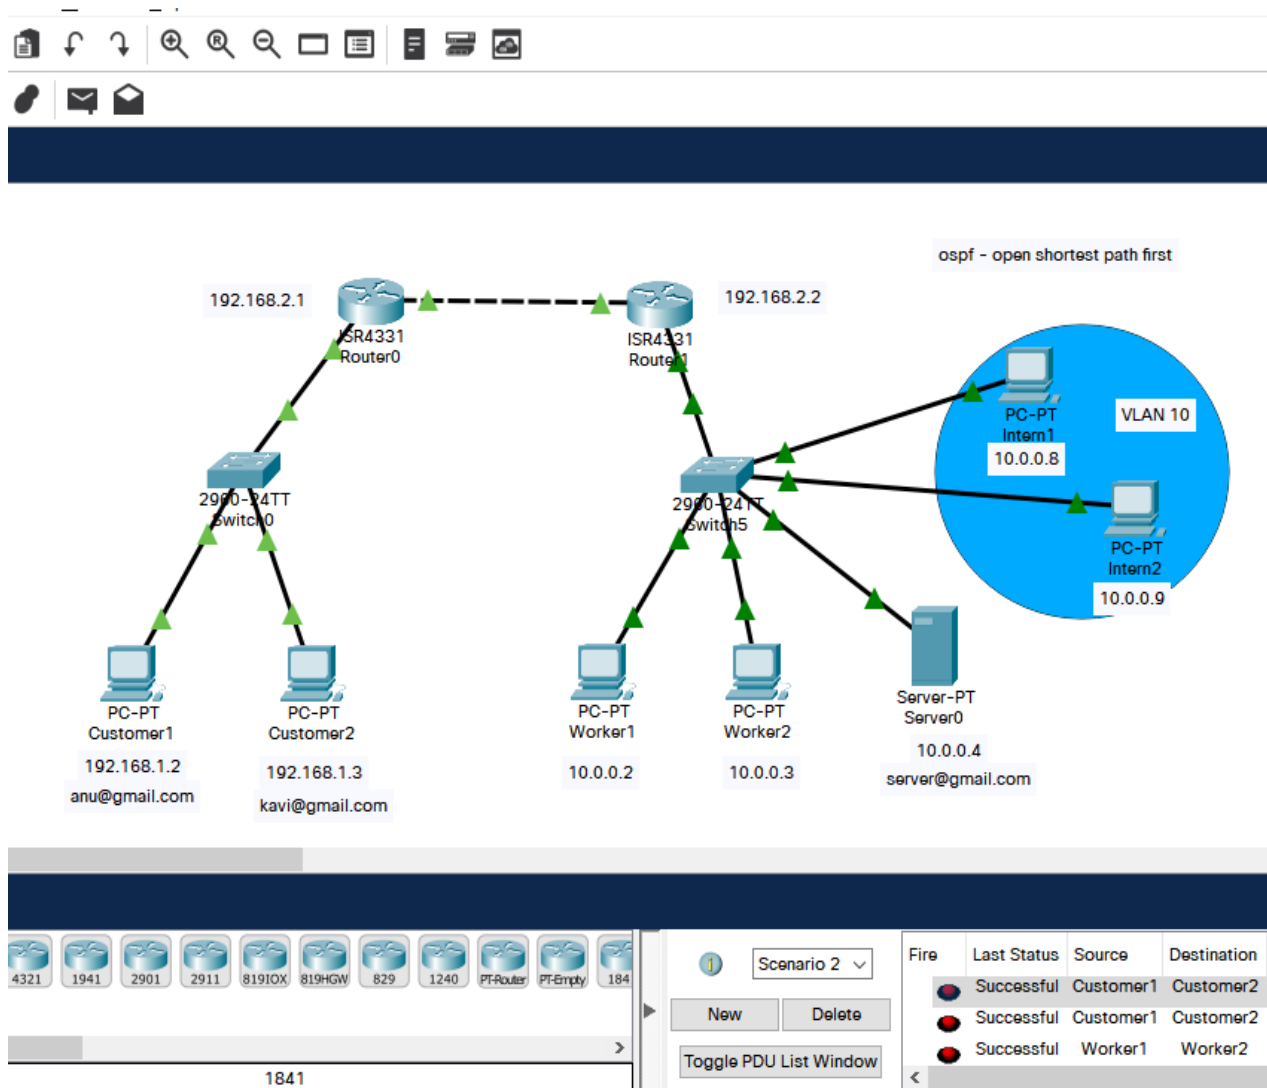 ospf - open shortest path first
192.168.2.1
192.168.2.2
ISR4331
Router0
ISR4331
Router1
PC-PT
Intern1
VLAN 10
10.0.0.8
2960-24TT
Switch0
2960-24TT
Switch5
PC-PT
Intern2
10.0.0.9
PC-PT
Customer1
192.168.1.2
anu@gmail.com
PC-PT
Customer2
192.168.1.3
kavi@gmail.com
PC-PT
Worker1
10.0.0.2
PC-PT
Worker2
10.0.0.3
Server-PT
Server0
10.0.0.4
server@gmail.com
4321 1941 2901 2911 819IOX 819HGW 829 1240 PT-Router PT-Empty 184
1841
Scenario 2
New Delete
Toggle PDU List Window
Fire Last Status Source Destination
Successful Customer1 Customer2
Successful Customer1 Customer2
Successful Worker1 Worker2